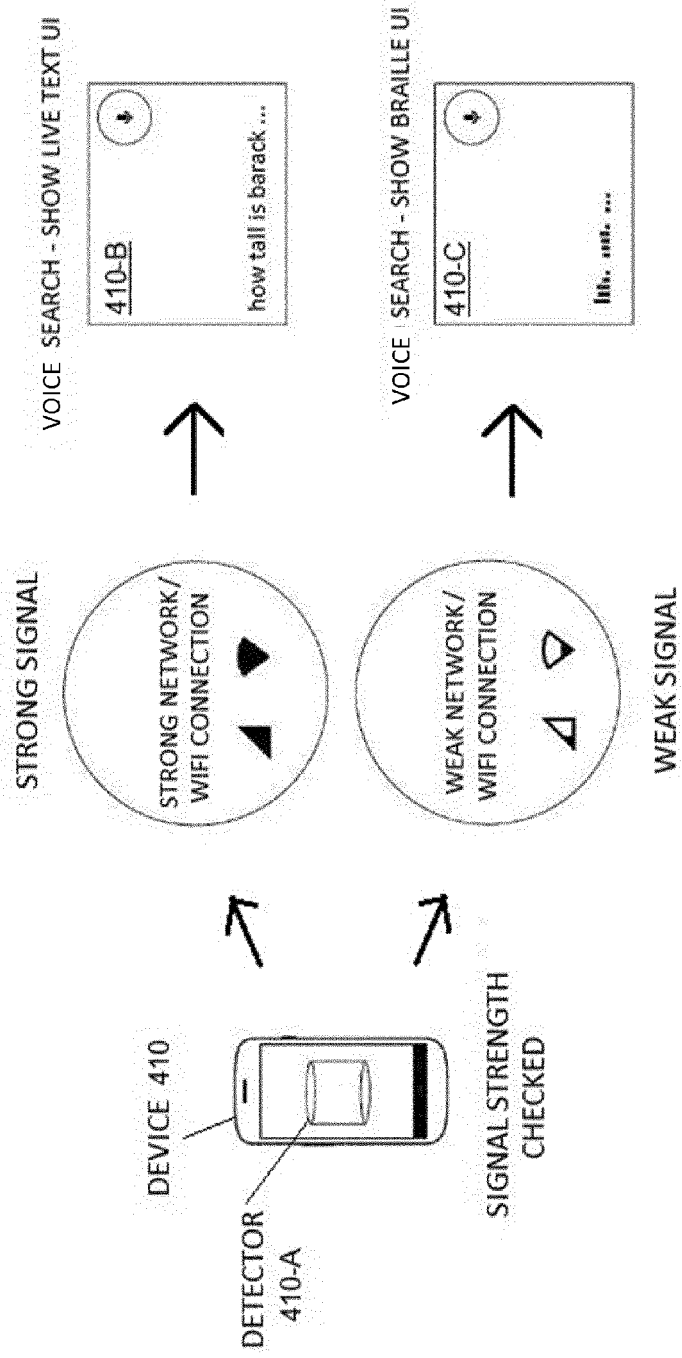 DEVICE 410
DETECTOR
410-A
SIGNAL STRENGTH
CHECKED
STRONG SIGNAL
STRONG NETWORK/
WIFI CONNECTION
WEAK NETWORK/
WIFI CONNECTION
WEAK SIGNAL
VOICE SEARCH - SHOW LIVE TEXT UI
410-B
how tall is barack ...
VOICE SEARCH - SHOW BRAILLE UI
410-C